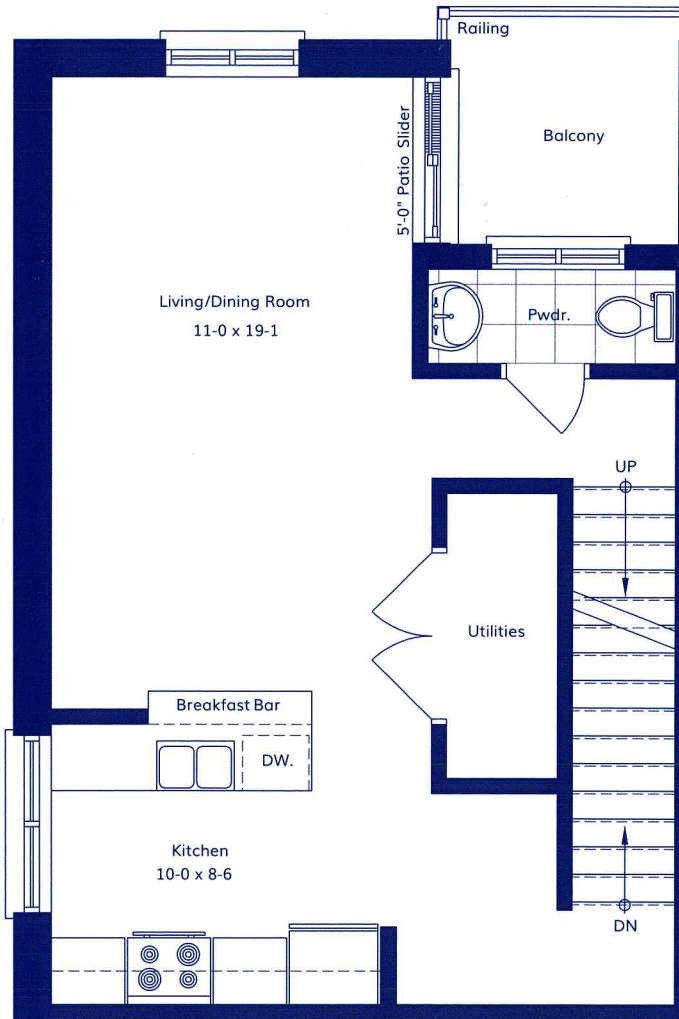 Railing
Balcony
5'-0" Patio Slider
Living/Dining Room
11-0 x 19-1
Pwdr.
UP
Utilities
Breakfast Bar
DW.
Kitchen
10-0 x 8-6
DN